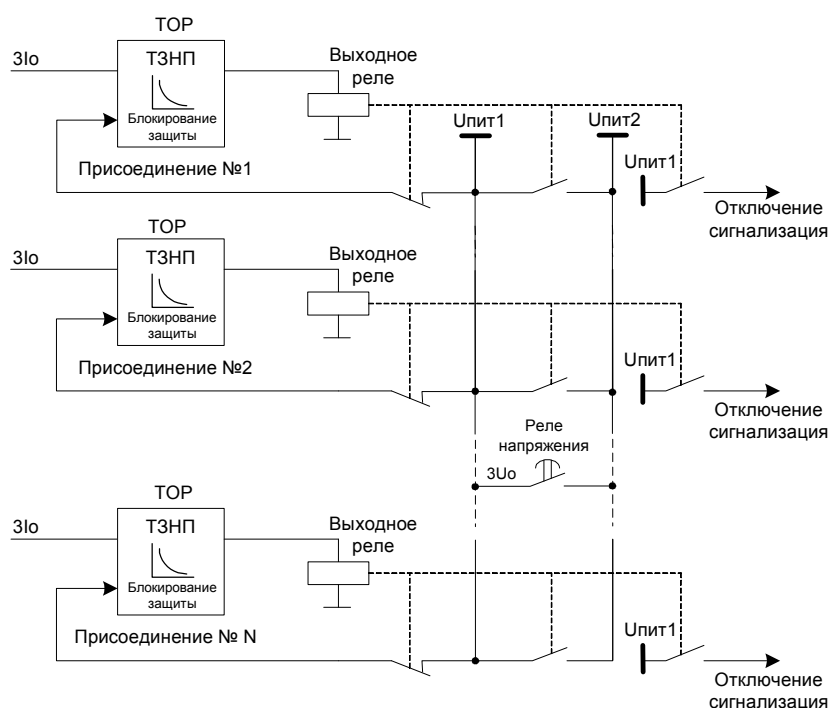 ТОР
3Io
ТЗНП
Блокирование
защиты
Выходное
реле
Uпит1
Uпит2
Uпит1
Присоединение №1
Отключение
сигнализация
ТОР
3Io
ТЗНП
Блокирование
защиты
Выходное
реле
Присоединение №2
Uпит1
Отключение
сигнализация
Реле
напряжения
3Uo
ТОР
3Io
ТЗНП
Блокирование
защиты
Выходное
реле
Присоединение № N
Uпит1
Отключение
сигнализация